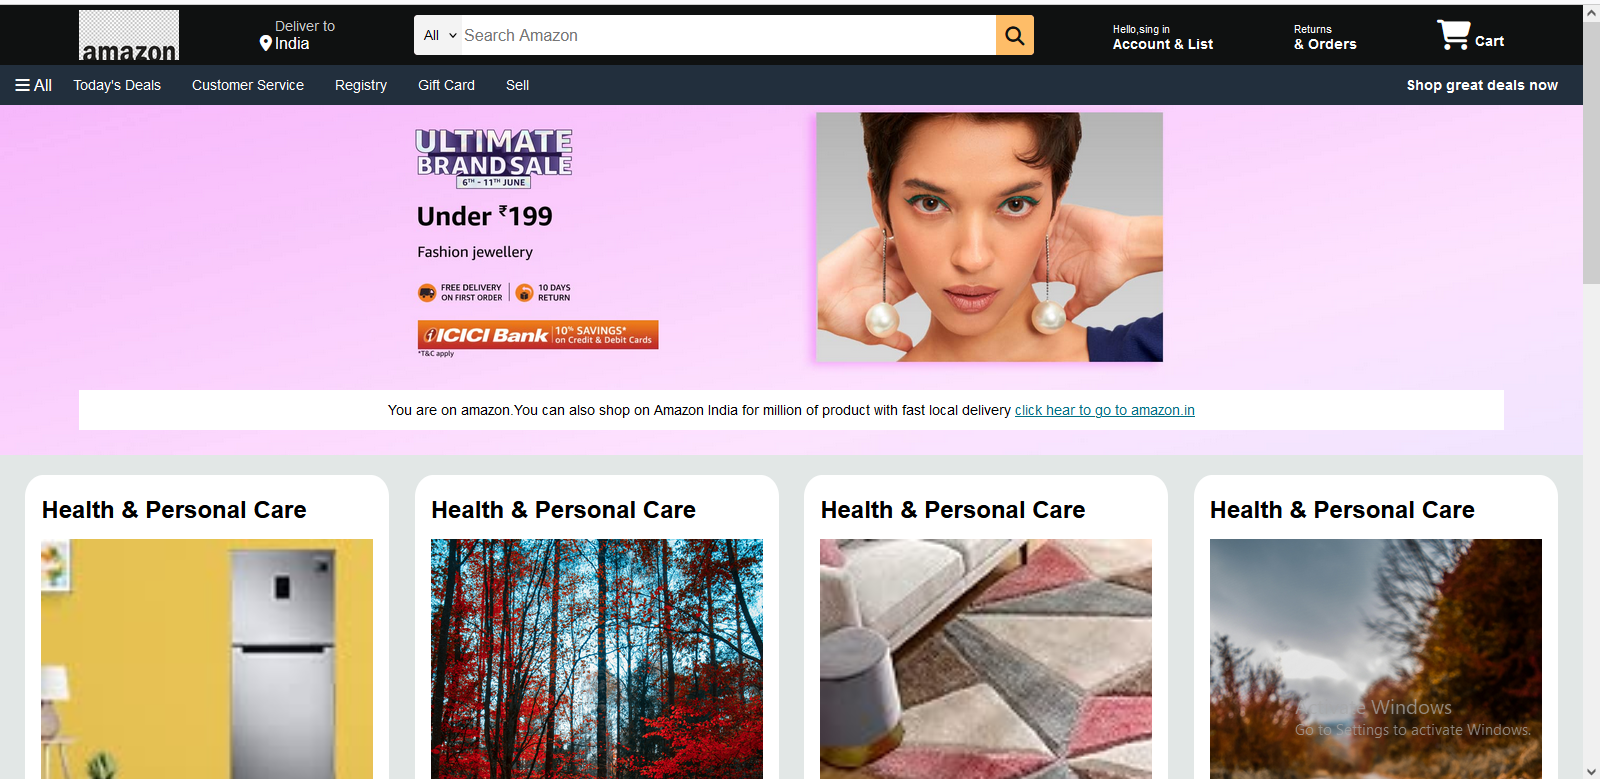 amazon
Deliver to
India
All
Search Amazon
Hello,sing in
Account & List
Returns
& Orders
Cart
All
Today's Deals
Customer Service
Registry
Gift Card
Sell
Shop great deals now
ULTIMATE
BRAND SALE
6TH - 11TH JUNE
Under ₹199
Fashion jewellery
FREE DELIVERY
ON FIRST ORDER
10 DAYS
RETURN
ICICI Bank
10% SAVINGS*
on Credit & Debit Cards
*T&C apply
You are on amazon.You can also shop on Amazon India for million of product with fast local delivery click hear to go to amazon.in
Health & Personal Care
Health & Personal Care
Health & Personal Care
Health & Personal Care
Activate Windows
Go to Settings to activate Windows.